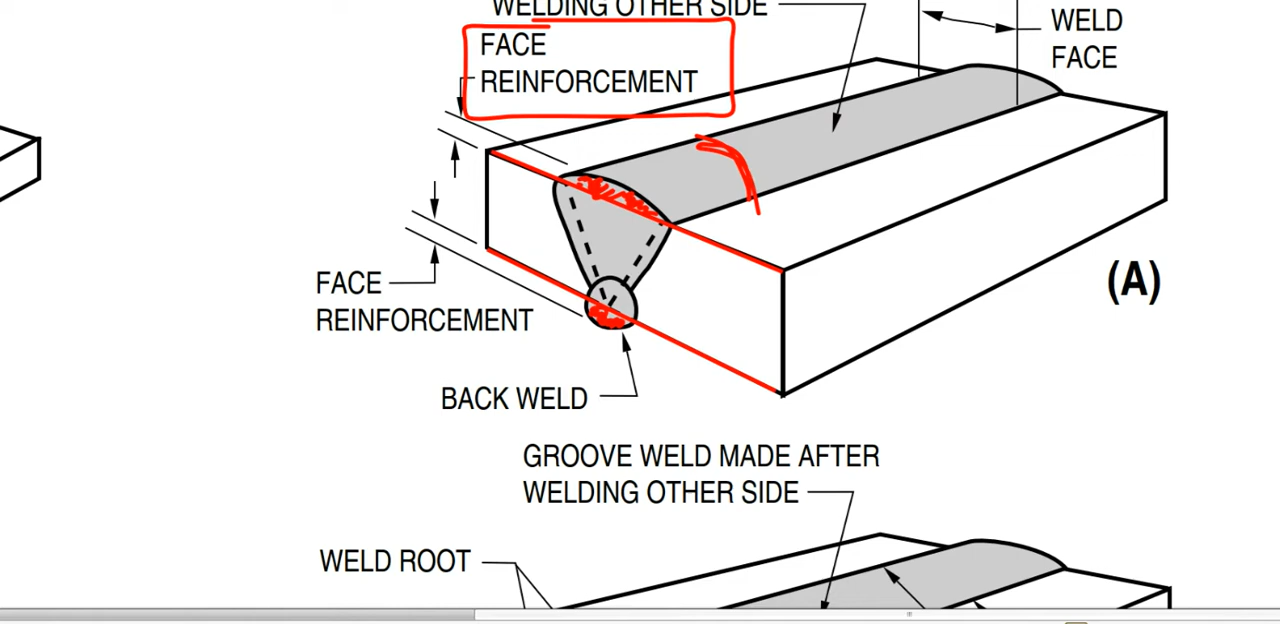 WELDING OTHER SIDE
FACE
REINFORCEMENT
WELD
FACE
FACE
REINFORCEMENT
(A)
BACK WELD
GROOVE WELD MADE AFTER
WELDING OTHER SIDE
WELD ROOT